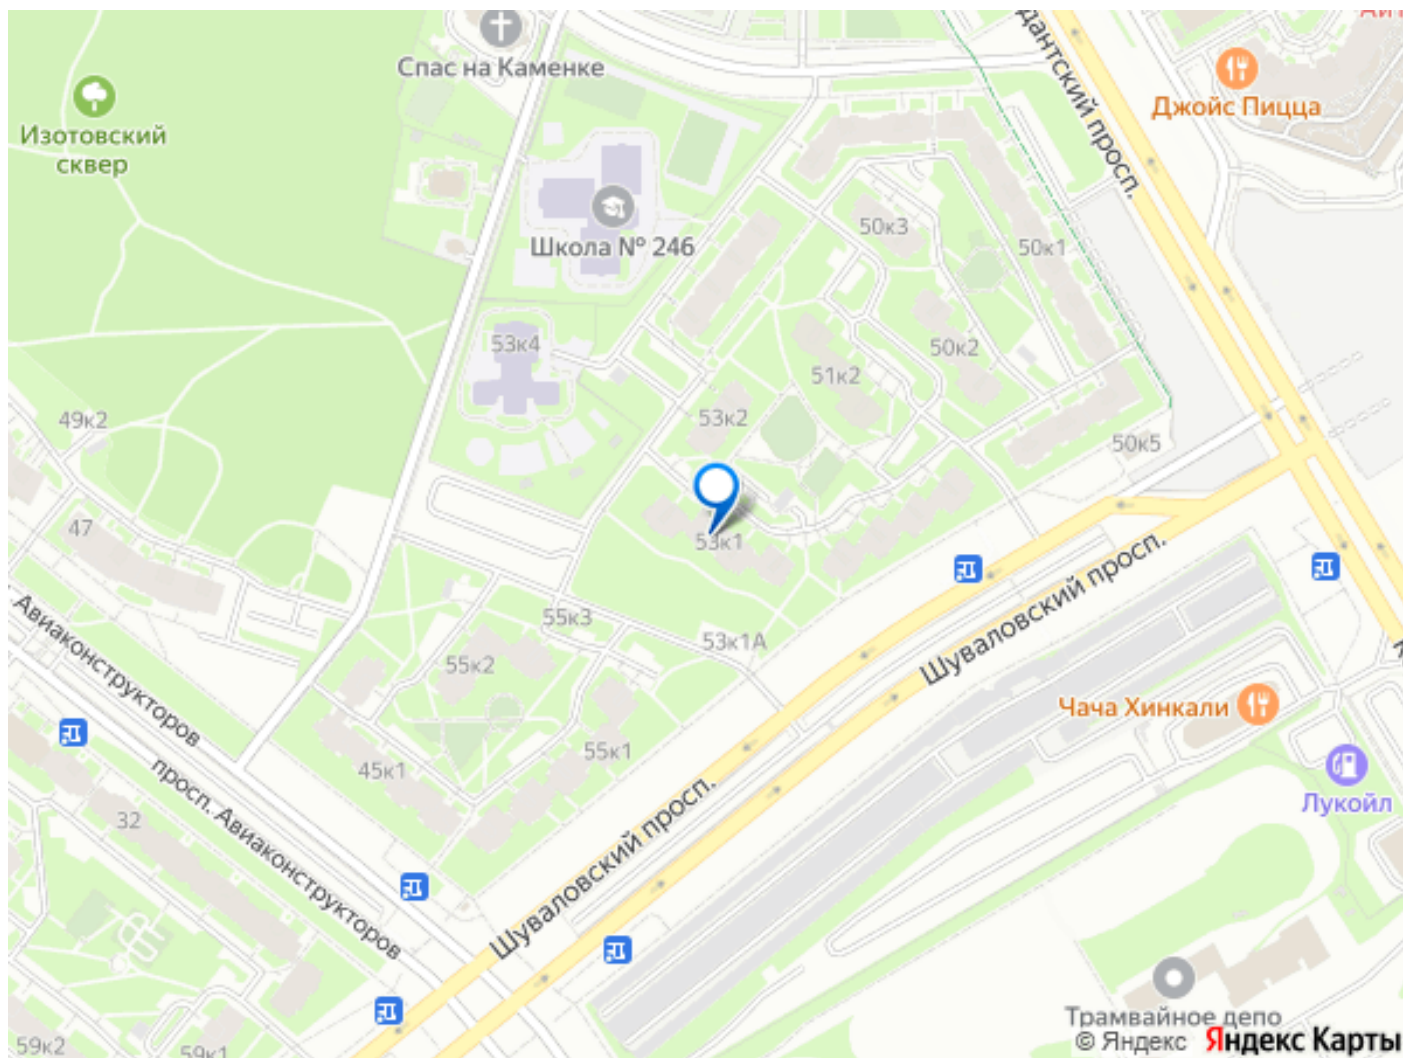 Спас на Каменке
Изотовский
сквер
дантский просп.
Джойс Пицца
Школа № 246
50к3
50к1
53к4
50к2
51к2
53к2
49к2
50к5
47
53к1
Шуваловский просп.
Авиаконструкторов
55к3
53к1А
55к2
Чача Хинкали
просп. Авиаконструкторов
45к1
55к1
Лукойл
32
Шуваловский просп.
Трамвайное депо
59к2
59к1
© Яндекс Яндекс Карты